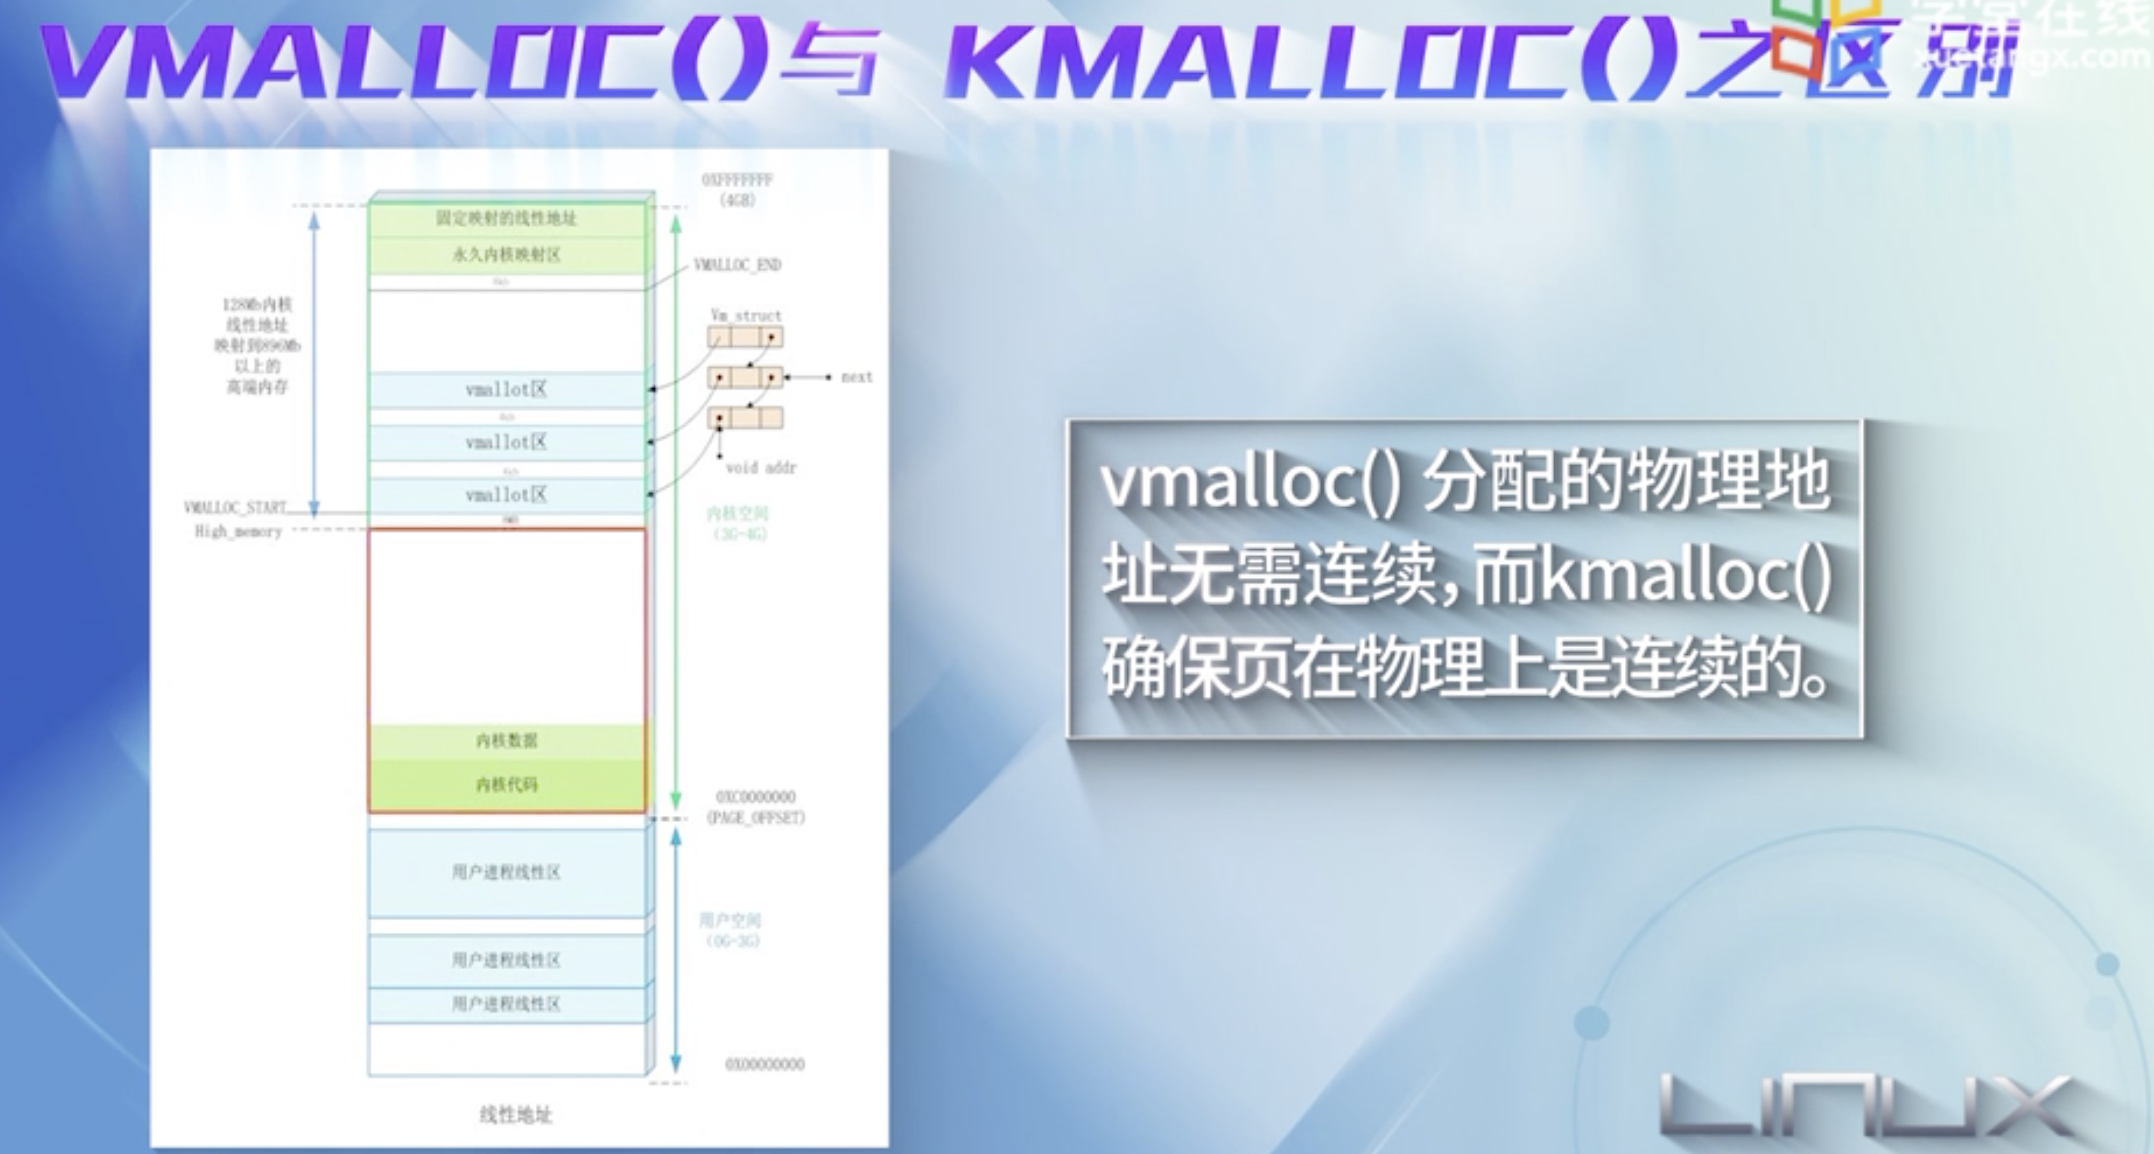 VMALLOC()与 KMALLOC()之区别
学堂在线
xuetangx.com
0XFFFFFFFF
(4GB)
固定映射的线性地址
永久内核映射区
VMALLOC_END
128Mb内核
线性地址
映射到896Mb
以上的
高端内存
Vm_struct
next
vmallot区
vmallot区
void addr
vmallot区
VMALLOC_START
High_memory
内核空间
(3G-4G)
vmalloc() 分配的物理地
址无需连续，而kmalloc()
确保页在物理上是连续的。
内核数据
内核代码
0XC0000000
(PAGE_OFFSET)
用户进程线性区
用户空间
(0G-3G)
用户进程线性区
用户进程线性区
0X00000000
线性地址
LINUX